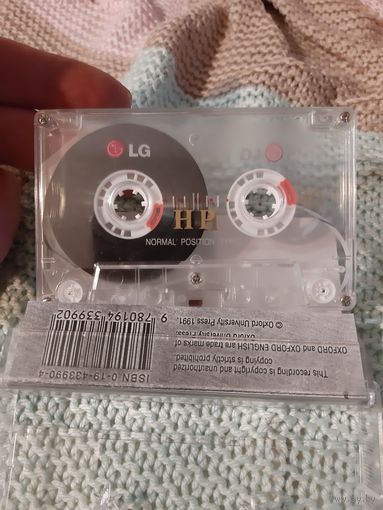 LG
HP
NORMAL POSITION
This recording is copyright and unauthorized
copying strictly prohibited.
OXFORD and OXFORD ENGLISH are trade marks of
Oxford University Press.
© Oxford University Press 1991.
ISBN 0-19-433990-4
9 780194 339902